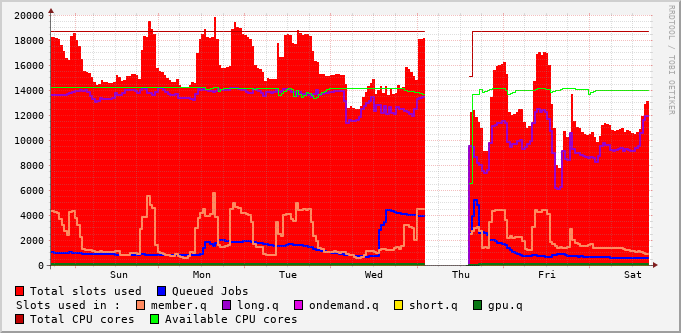 RRDTOOL / TOBI OETIKER
20000
18000
16000
14000
12000
10000
8000
6000
4000
2000
0
Sun Mon Tue Wed Thu Fri Sat
Total slots used Queued Jobs
Slots used in : member.q long.q ondemand.q short.q gpu.q
Total CPU cores Available CPU cores